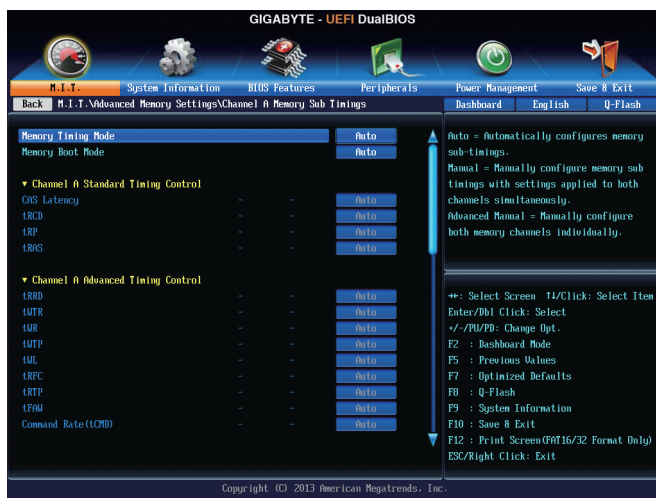 GIGABYTE - UEFI DualBIOS
M.I.T. System Information BIOS Features Peripherals Power Management Save & Exit
Back M.I.T.\Advanced Memory Settings\Channel A Memory Sub Timings Dashboard English Q-Flash
Memory Timing Mode Auto
Memory Boot Mode Auto
▼ Channel A Standard Timing Control
CAS Latency - - Auto
tRCD - - Auto
tRP - - Auto
tRAS - - Auto
▼ Channel A Advanced Timing Control
tRRD - - Auto
tWTR - - Auto
tWR - - Auto
tWTP - - Auto
tWL - - Auto
tRFC - - Auto
tRTP - - Auto
tFAW - - Auto
Command Rate(tCMD) - - Auto
Auto = Automatically configures memory
sub-timings.
Manual = Manually configure memory sub
timings with settings applied to both
channels simultaneously.
Advanced Manual = Manually configure
both memory channels individually.
→←: Select Screen ↑↓/Click: Select Item
Enter/Dbl Click: Select
+/-/PU/PD: Change Opt.
F2 : Dashboard Mode
F5 : Previous Values
F7 : Optimized Defaults
F8 : Q-Flash
F9 : System Information
F10 : Save & Exit
F12 : Print Screen(FAT16/32 Format Only)
ESC/Right Click: Exit
Copyright (C) 2013 American Megatrends, Inc.